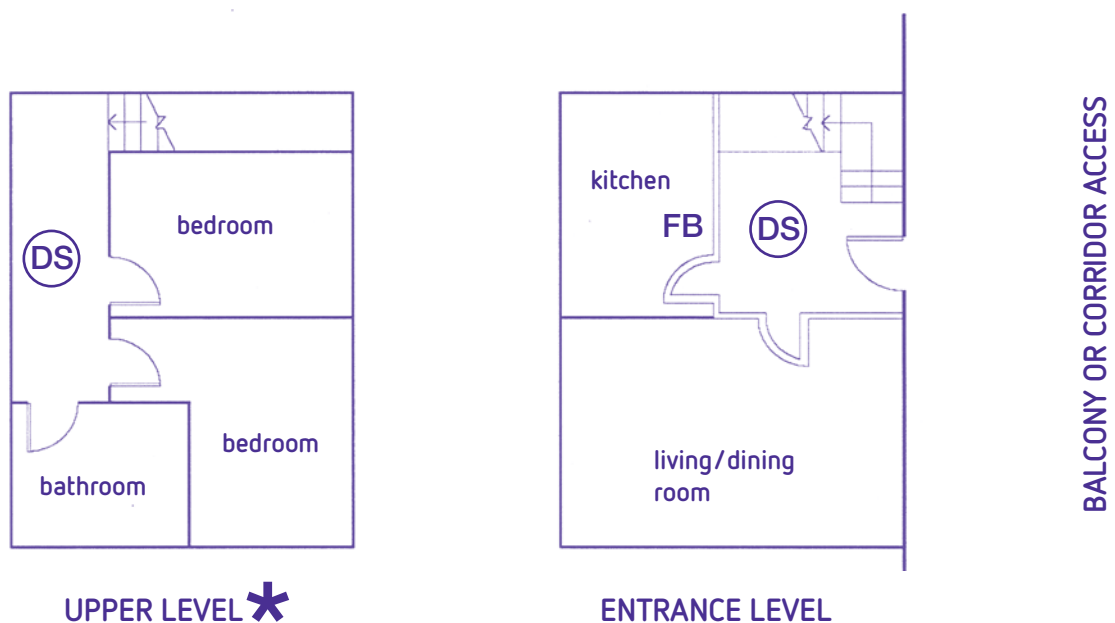 bedroom
DS
bedroom
bathroom
UPPER LEVEL *
kitchen
FB
DS
living/dining
room
ENTRANCE LEVEL
BALCONY OR CORRIDOR ACCESS